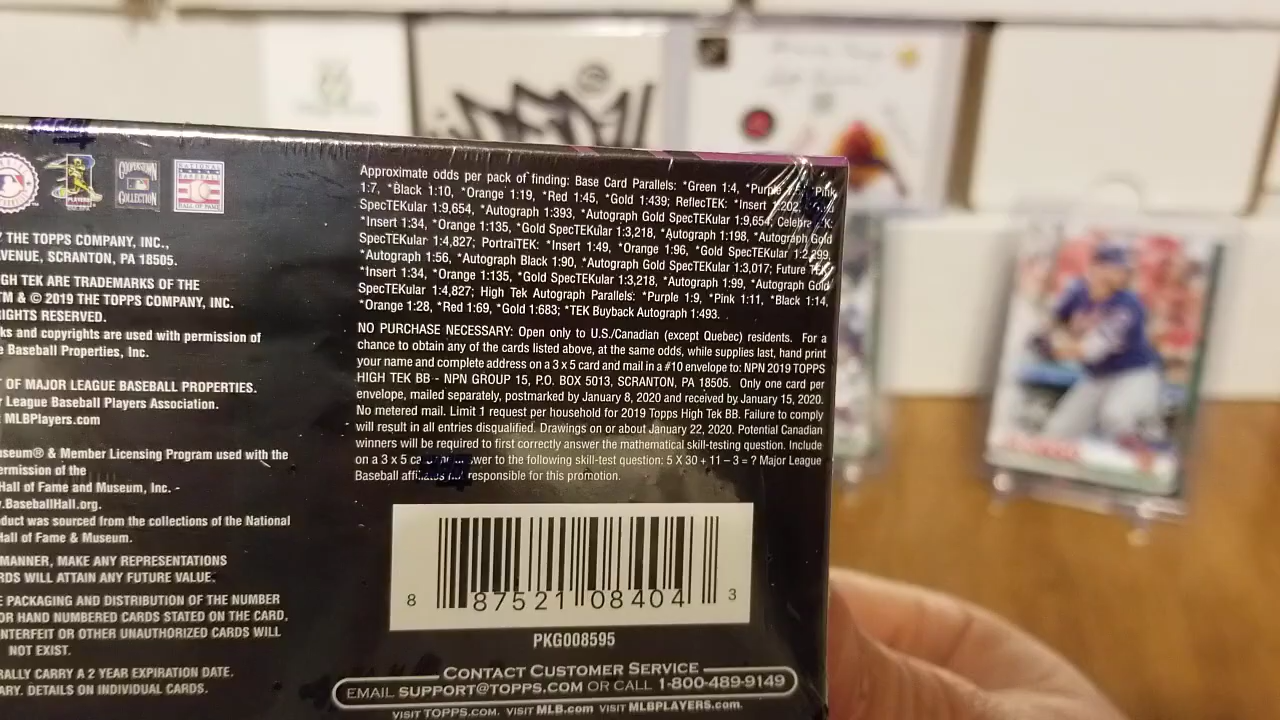 COOPERSTOWN
COLLECTION
NATIONAL
BASEBALL
HALL OF FAME
THE TOPPS COMPANY, INC.,
VENUE, SCRANTON, PA 18505.
GH TEK ARE TRADEMARKS OF THE
TM & © 2019 THE TOPPS COMPANY, INC.
RIGHTS RESERVED.
ks and copyrights are used with permission of
e Baseball Properties, Inc.
T OF MAJOR LEAGUE BASEBALL PROPERTIES.
r League Baseball Players Association.
MLBPlayers.com
useum® & Member Licensing Program used with the
ermission of the
Hall of Fame and Museum, Inc. -
.BaseballHall.org.
duct was sourced from the collections of the National
Hall of Fame & Museum.
MANNER, MAKE ANY REPRESENTATIONS
RDS WILL ATTAIN ANY FUTURE VALUE.
E PACKAGING AND DISTRIBUTION OF THE NUMBER
OR HAND NUMBERED CARDS STATED ON THE CARD,
NTERFEIT OR OTHER UNAUTHORIZED CARDS WILL
NOT EXIST.
RALLY CARRY A 2 YEAR EXPIRATION DATE.
ARY. DETAILS ON INDIVIDUAL CARDS.
Approximate odds per pack of finding: Base Card Parallels: *Green 1:4, *Purple *Pink
1:7, *Black 1:10, *Orange 1:19, *Red 1:45, *Gold 1:439; ReflecTEK: *Insert 1:202,
SpecTEKular 1:9,654, *Autograph 1:393, *Autograph Gold SpecTEKular 1:9,654,
*Insert 1:34, *Orange 1:135, *Gold SpecTEKular 1:3,218, *Autograph 1:198, *Autograph Gold
SpecTEKular 1:4,827; PortraiTEK: *Insert 1:49, *Orange 1:96, *Gold SpecTEKular 1:2,299,
*Autograph 1:56, *Autograph Black 1:90, *Autograph Gold SpecTEKular 1:3,017; Future TEK:
*Insert 1:34, *Orange 1:135, *Gold SpecTEKular 1:3,218, *Autograph 1:99, *Autograph Gold
SpecTEKular 1:4,827; High Tek Autograph Parallels: *Purple 1:9, *Pink 1:11, *Black 1:14,
*Orange 1:28, *Red 1:69, *Gold 1:683; *TEK Buyback Autograph 1:493.
NO PURCHASE NECESSARY: Open only to U.S./Canadian (except Quebec) residents. For a
chance to obtain any of the cards listed above, at the same odds, while supplies last, hand print
your name and complete address on a 3 x 5 card and mail in a #10 envelope to: NPN 2019 TOPPS
HIGH TEK BB - NPN GROUP 15, P.O. BOX 5013, SCRANTON, PA 18505. Only one card per
envelope, mailed separately, postmarked by January 8, 2020 and received by January 15, 2020.
No metered mail. Limit 1 request per household for 2019 Topps High Tek BB. Failure to comply
will result in all entries disqualified. Drawings on or about January 22, 2020. Potential Canadian
winners will be required to first correctly answer the mathematical skill-testing question. Include
on a 3 x 5 to the following skill-test question: 5 X 30 + 11 – 3 = ? Major League
Baseball affiliates not responsible for this promotion.
8 87521 08404 3
PKG008595
CONTACT CUSTOMER SERVICE
EMAIL SUPPORT@TOPPS.COM OR CALL 1-800-489-9149
VISIT TOPPS.COM. VISIT MLB.COM VISIT MLBPLAYERS.COM.